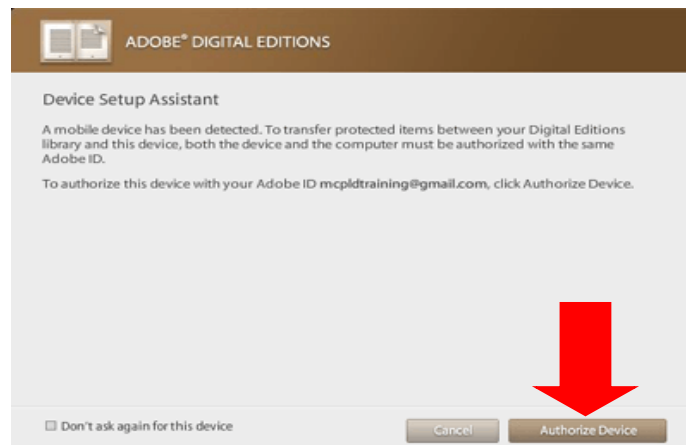 ADOBE® DIGITAL EDITIONS
Device Setup Assistant
A mobile device has been detected. To transfer protected items between your Digital Editions
library and this device, both the device and the computer must be authorized with the same
Adobe ID.
To authorize this device with your Adobe ID mcpldtraining@gmail.com, click Authorize Device.
Don't ask again for this device
Cancel
Authorize Device